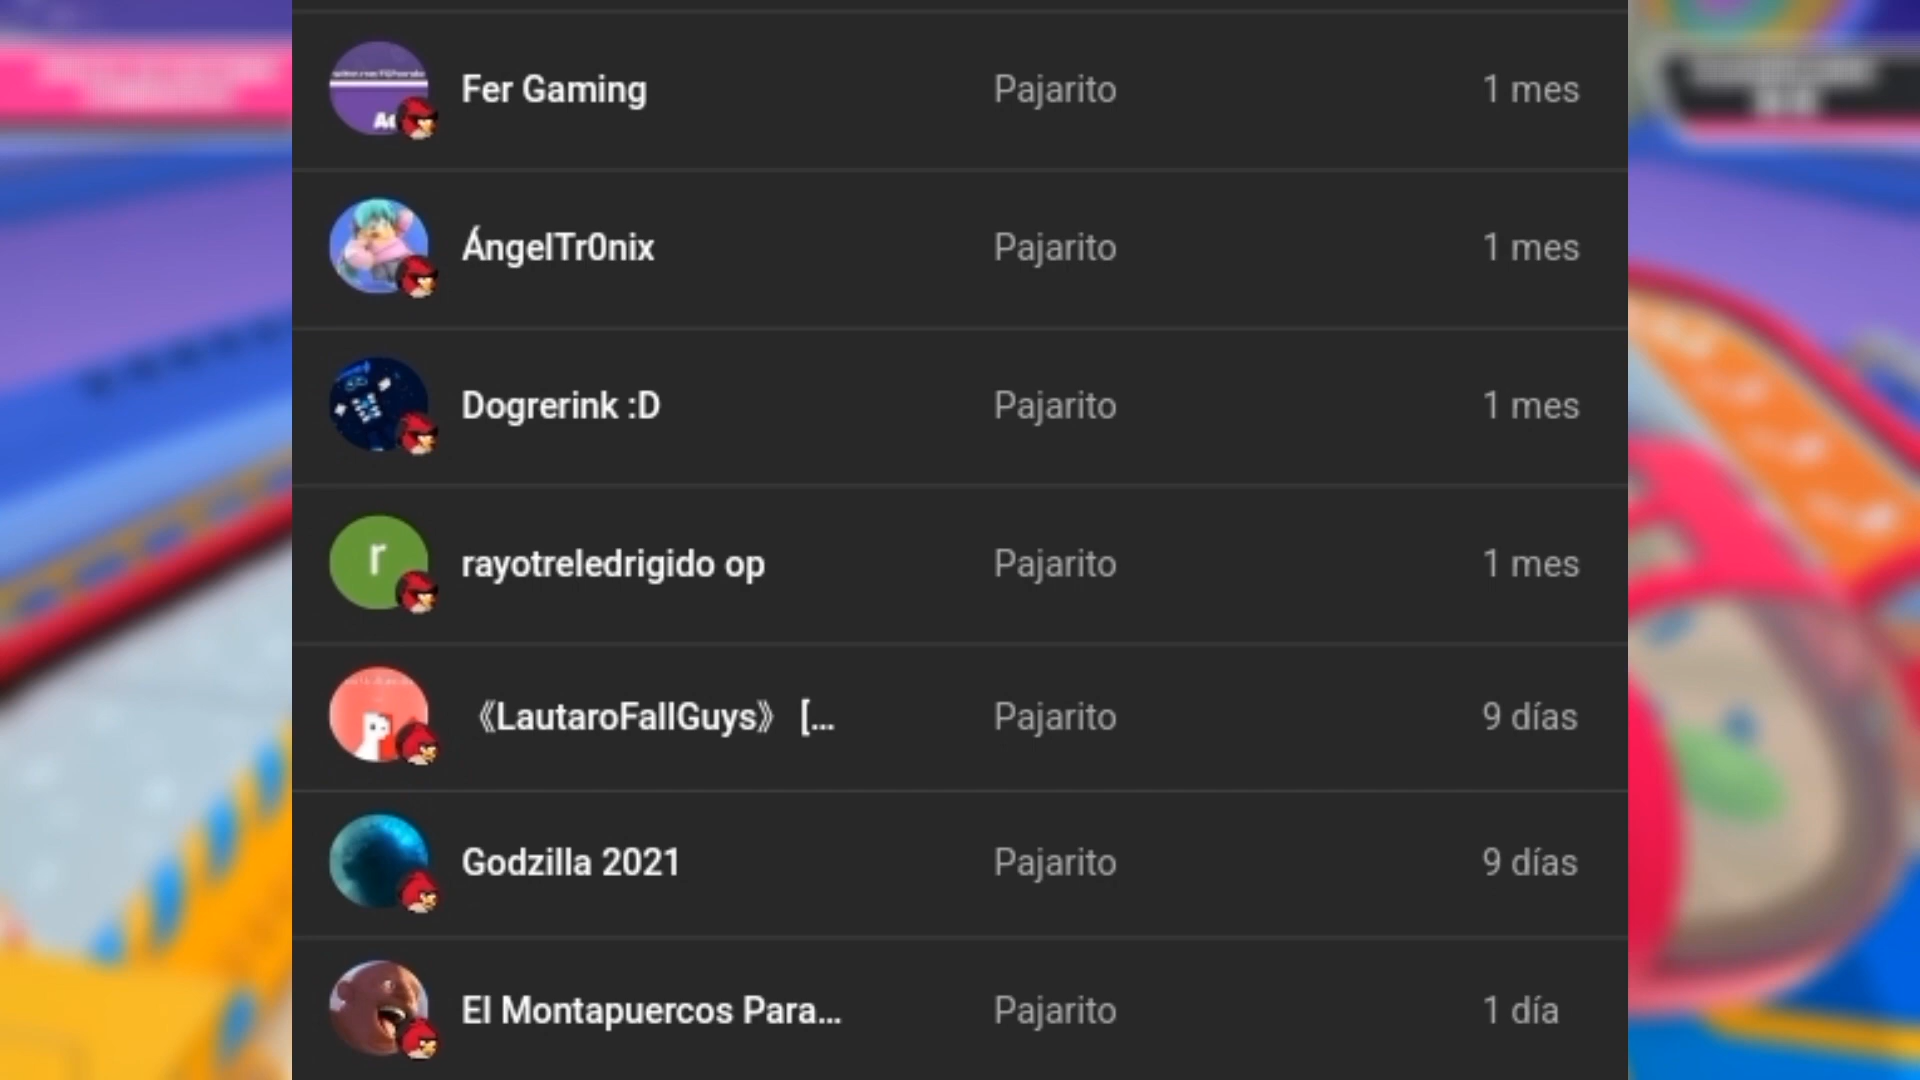 Fer Gaming Pajarito 1 mes
ÁngelTr0nix Pajarito 1 mes
Dogrerink :D Pajarito 1 mes
r rayotreledrigido op Pajarito 1 mes
《LautaroFallGuys》 [... Pajarito 9 días
Godzilla 2021 Pajarito 9 días
El Montapuercos Para... Pajarito 1 día